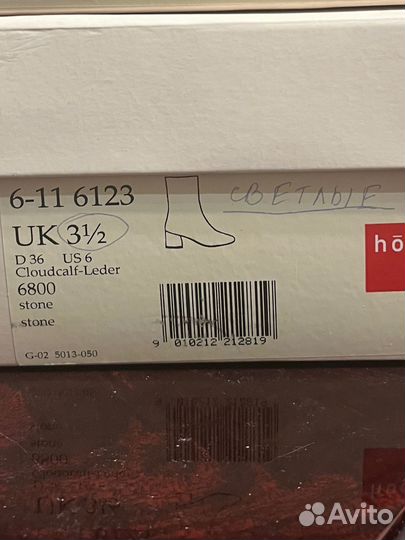 6-11 6123
СВЕТЛЫЕ
UK 3½
hö
D 36 US 6
Cloudcalf-Leder
6800
stone
stone
9 010212 212819
G-02 5013-050
Avito